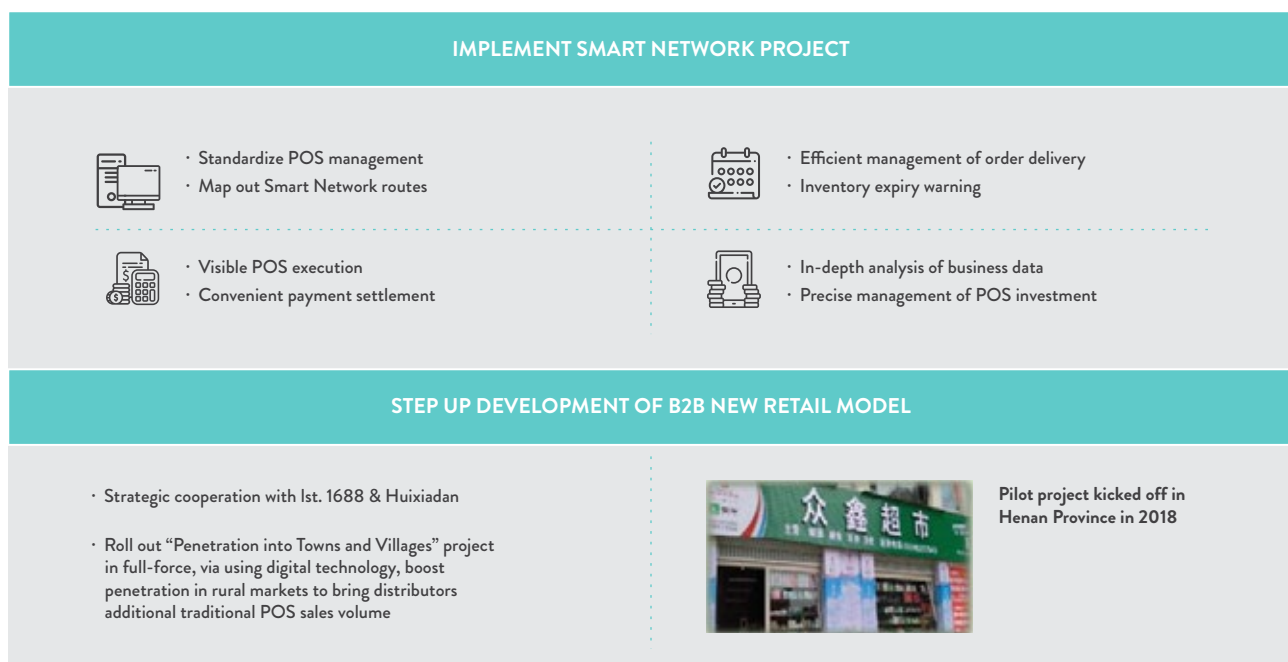 IMPLEMENT SMART NETWORK PROJECT
· Standardize POS management
· Map out Smart Network routes
· Efficient management of order delivery
· Inventory expiry warning
· Visible POS execution
· Convenient payment settlement
· In-depth analysis of business data
· Precise management of POS investment
STEP UP DEVELOPMENT OF B2B NEW RETAIL MODEL
· Strategic cooperation with lst. 1688 & Huixiadan
· Roll out “Penetration into Towns and Villages” project
in full-force, via using digital technology, boost
penetration in rural markets to bring distributors
additional traditional POS sales volume
众鑫超市
Pilot project kicked off in
Henan Province in 2018